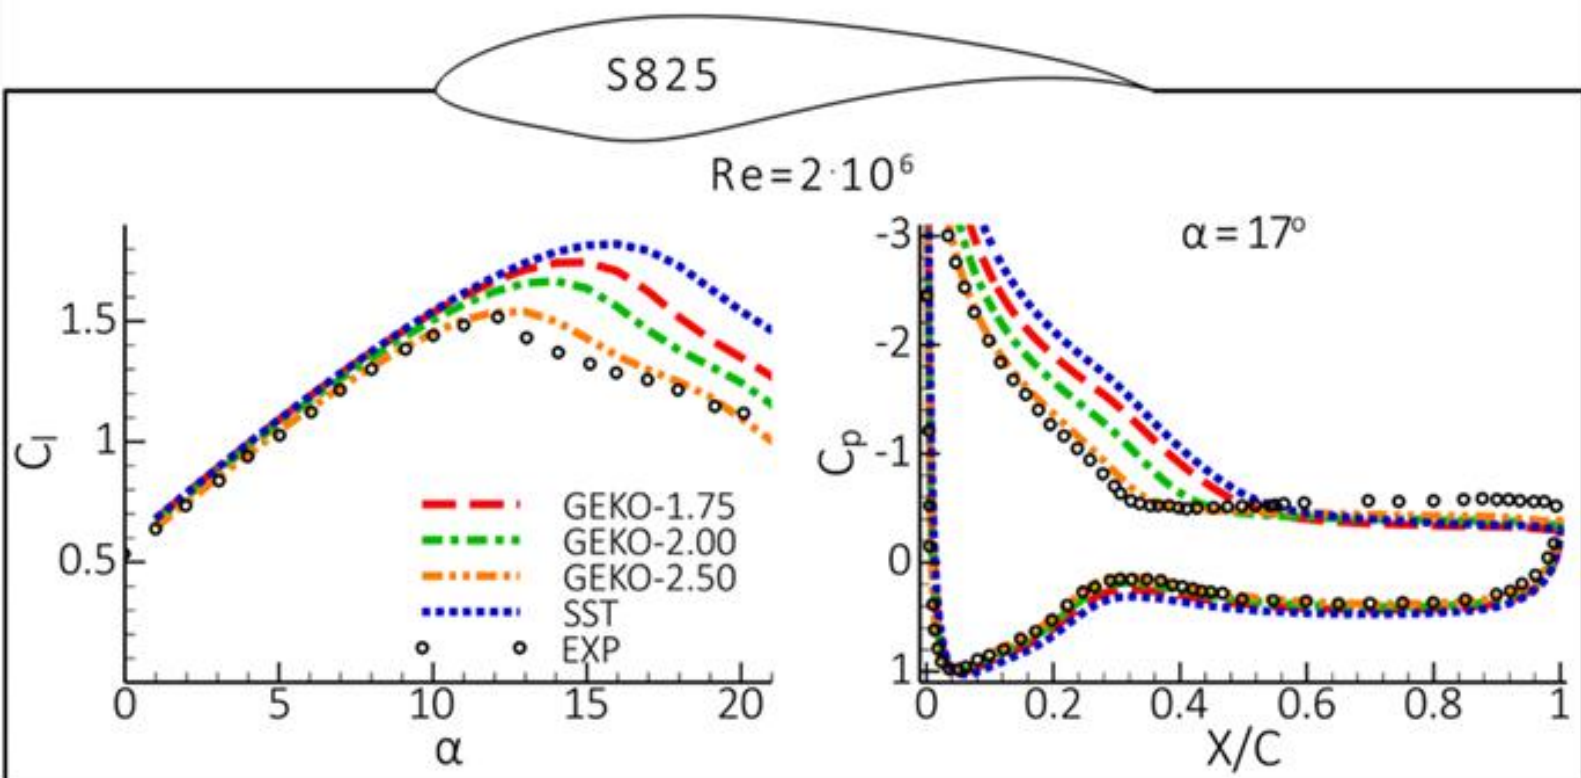 S825
Re=2·10⁶
α=17°
1.5
1
0.5
Cl
0 5 10 15 20
α
GEKO-1.75
GEKO-2.00
GEKO-2.50
SST
EXP
-3
-2
-1
0
1
Cp
0 0.2 0.4 0.6 0.8 1
X/C